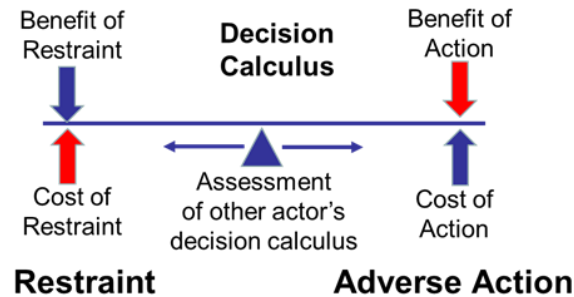 Benefit of
Restraint
Decision
Calculus
Benefit of
Action
Cost of
Restraint
Assessment
of other actor's
decision calculus
Cost of
Action
Restraint
Adverse Action